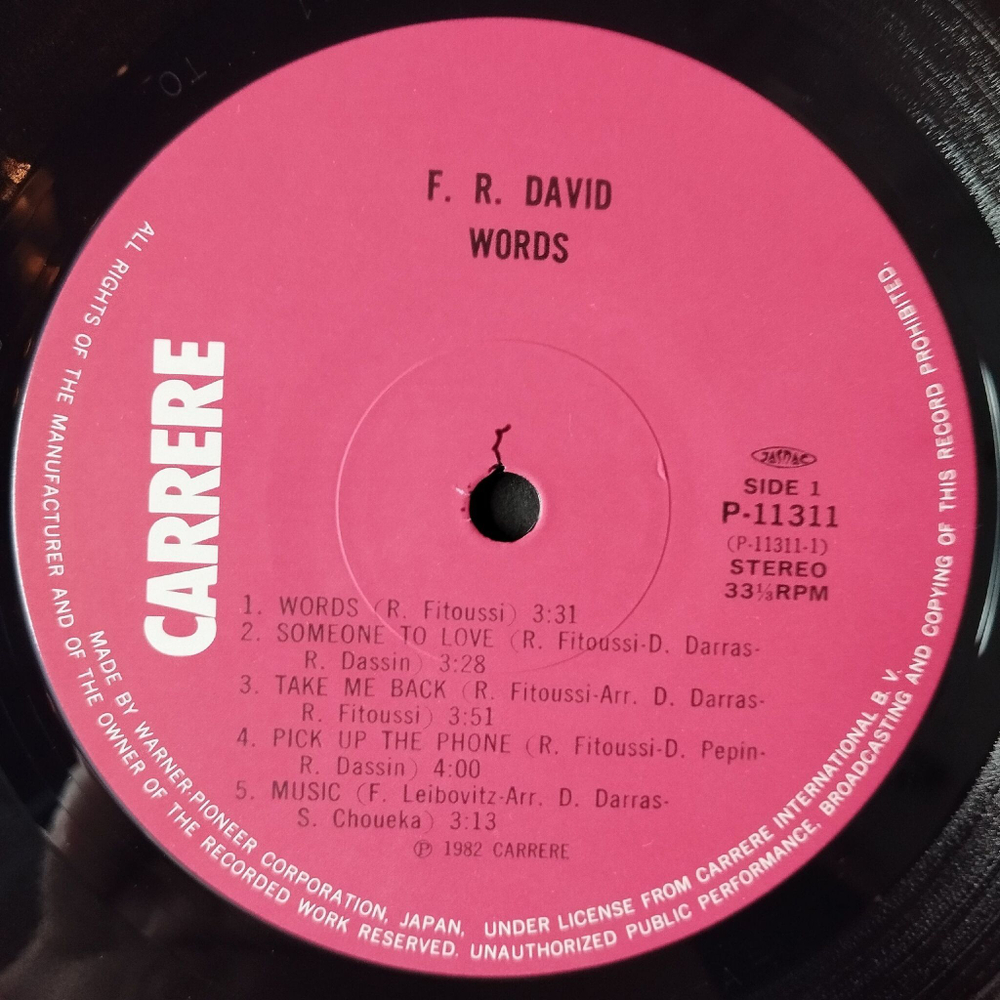 F. R. DAVID
WORDS
CARRERE
JASRAC
SIDE 1
P-11311
(P-11311-1)
STEREO
33⅓RPM
1. WORDS (R. Fitoussi) 3:31
2. SOMEONE TO LOVE (R. Fitoussi-D. Darras-
R. Dassin) 3:28
3. TAKE ME BACK (R. Fitoussi-Arr. D. Darras-
R. Fitoussi) 3:51
4. PICK UP THE PHONE (R. Fitoussi-D. Pepin-
R. Dassin) 4:00
5. MUSIC (F. Leibovitz-Arr. D. Darras-
S. Choueka) 3:13
Ⓟ 1982 CARRERE
MADE BY WARNER-PIONEER CORPORATION, JAPAN, UNDER LICENSE FROM CARRERE INTERNATIONAL B. V.
ALL RIGHTS OF THE MANUFACTURER AND OF THE OWNER OF THE RECORDED WORK RESERVED. UNAUTHORIZED PUBLIC PERFORMANCE, BROADCASTING AND COPYING OF THIS RECORD PROHIBITED.